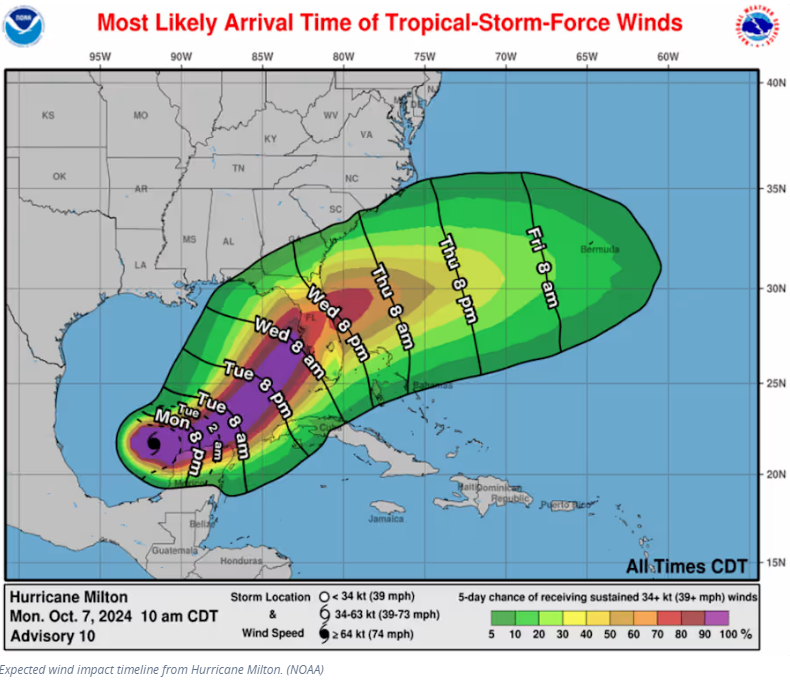 Most Likely Arrival Time of Tropical-Storm-Force Winds
NOAA
95W 90W 85W 80W 75W 70W 65W 60W
40N
35N
30N
25N
20N
15N
KS
MO
WV
MD
DE
NJ
KY
VA
OK
AR
TN
NC
SC
MS
AL
GA
LA
FL
Bermuda
Bahamas
Cuba
Mexico
Haiti
Dominican
Republic
Puerto Rico
Jamaica
Belize
Guatemala
Honduras
Mon 8 pm
Tue 2 am
Tue 8 am
Tue 8 pm
Wed 8 am
Wed 8 pm
Thu 8 am
Thu 8 pm
Fri 8 am
All Times CDT
Hurricane Milton
Mon. Oct. 7, 2024 10 am CDT
Advisory 10
Storm Location
&
Wind Speed
< 34 kt (39 mph)
34-63 kt (39-73 mph)
≥ 64 kt (74 mph)
5-day chance of receiving sustained 34+ kt (39+ mph) winds
5 10 20 30 40 50 60 70 80 90 100 %
Expected wind impact timeline from Hurricane Milton. (NOAA)